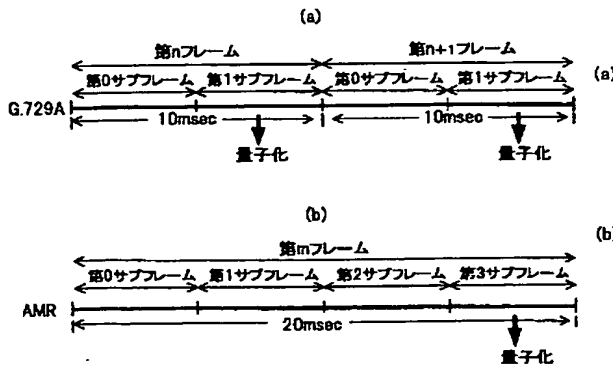 (a)
第nフレーム 第n+1フレーム
第0サブフレーム 第1サブフレーム 第0サブフレーム 第1サブフレーム (a)
G.729A
10msec 10msec
量子化 量子化
(b)
(b)
第mフレーム
第0サブフレーム 第1サブフレーム 第2サブフレーム 第3サブフレーム
AMR
20msec
量子化